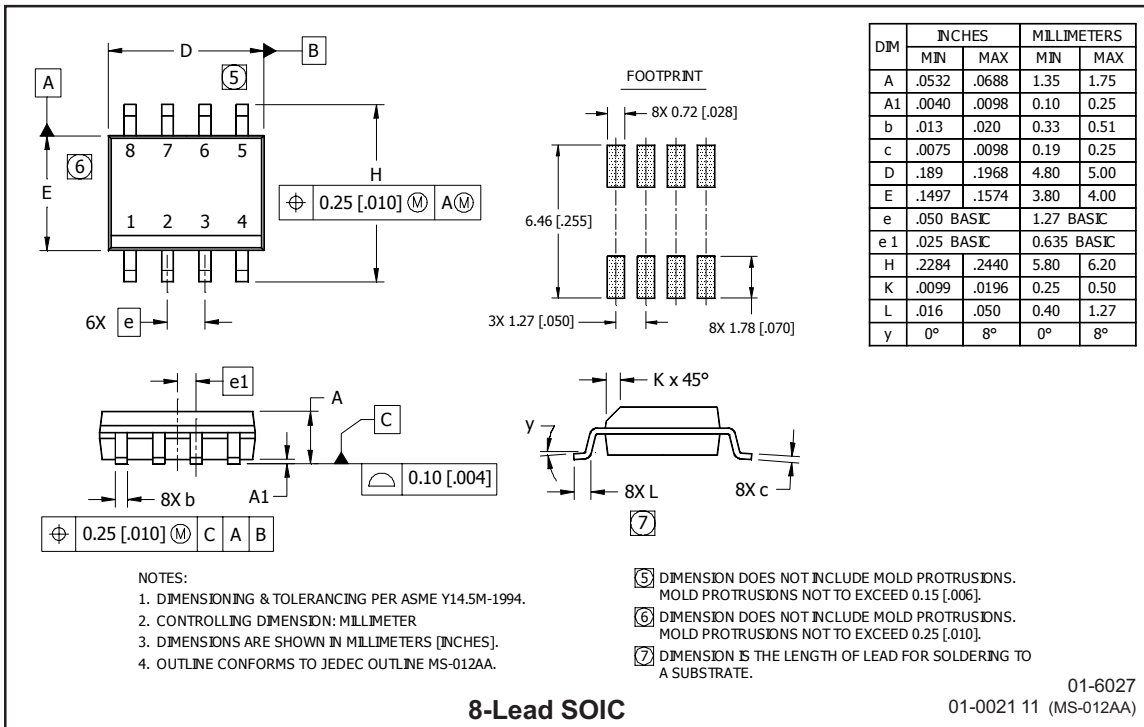 D
B
5
A
8 7 6 5
6
E
H
1 2 3 4
0.25 [.010] M A M
6X e
FOOTPRINT
8X 0.72 [.028]
6.46 [.255]
3X 1.27 [.050]
8X 1.78 [.070]
DIM INCHES MILLIMETERS
MIN MAX MIN MAX
A .0532 .0688 1.35 1.75
A1 .0040 .0098 0.10 0.25
b .013 .020 0.33 0.51
c .0075 .0098 0.19 0.25
D .189 .1968 4.80 5.00
E .1497 .1574 3.80 4.00
e .050 BASIC 1.27 BASIC
e 1 .025 BASIC 0.635 BASIC
H .2284 .2440 5.80 6.20
K .0099 .0196 0.25 0.50
L .016 .050 0.40 1.27
y 0° 8° 0° 8°
e1
A
C
0.10 [.004]
8X b
A1
0.25 [.010] M C A B
K x 45°
y
8X L
8X c
7
NOTES:
1. DIMENSIONING & TOLERANCING PER ASME Y14.5M-1994.
2. CONTROLLING DIMENSION: MILLIMETER
3. DIMENSIONS ARE SHOWN IN MILLIMETERS [INCHES].
4. OUTLINE CONFORMS TO JEDEC OUTLINE MS-012AA.
5 DIMENSION DOES NOT INCLUDE MOLD PROTRUSIONS.
MOLD PROTRUSIONS NOT TO EXCEED 0.15 [.006].
6 DIMENSION DOES NOT INCLUDE MOLD PROTRUSIONS.
MOLD PROTRUSIONS NOT TO EXCEED 0.25 [.010].
7 DIMENSION IS THE LENGTH OF LEAD FOR SOLDERING TO
A SUBSTRATE.
8-Lead SOIC
01-6027
01-0021 11 (MS-012AA)